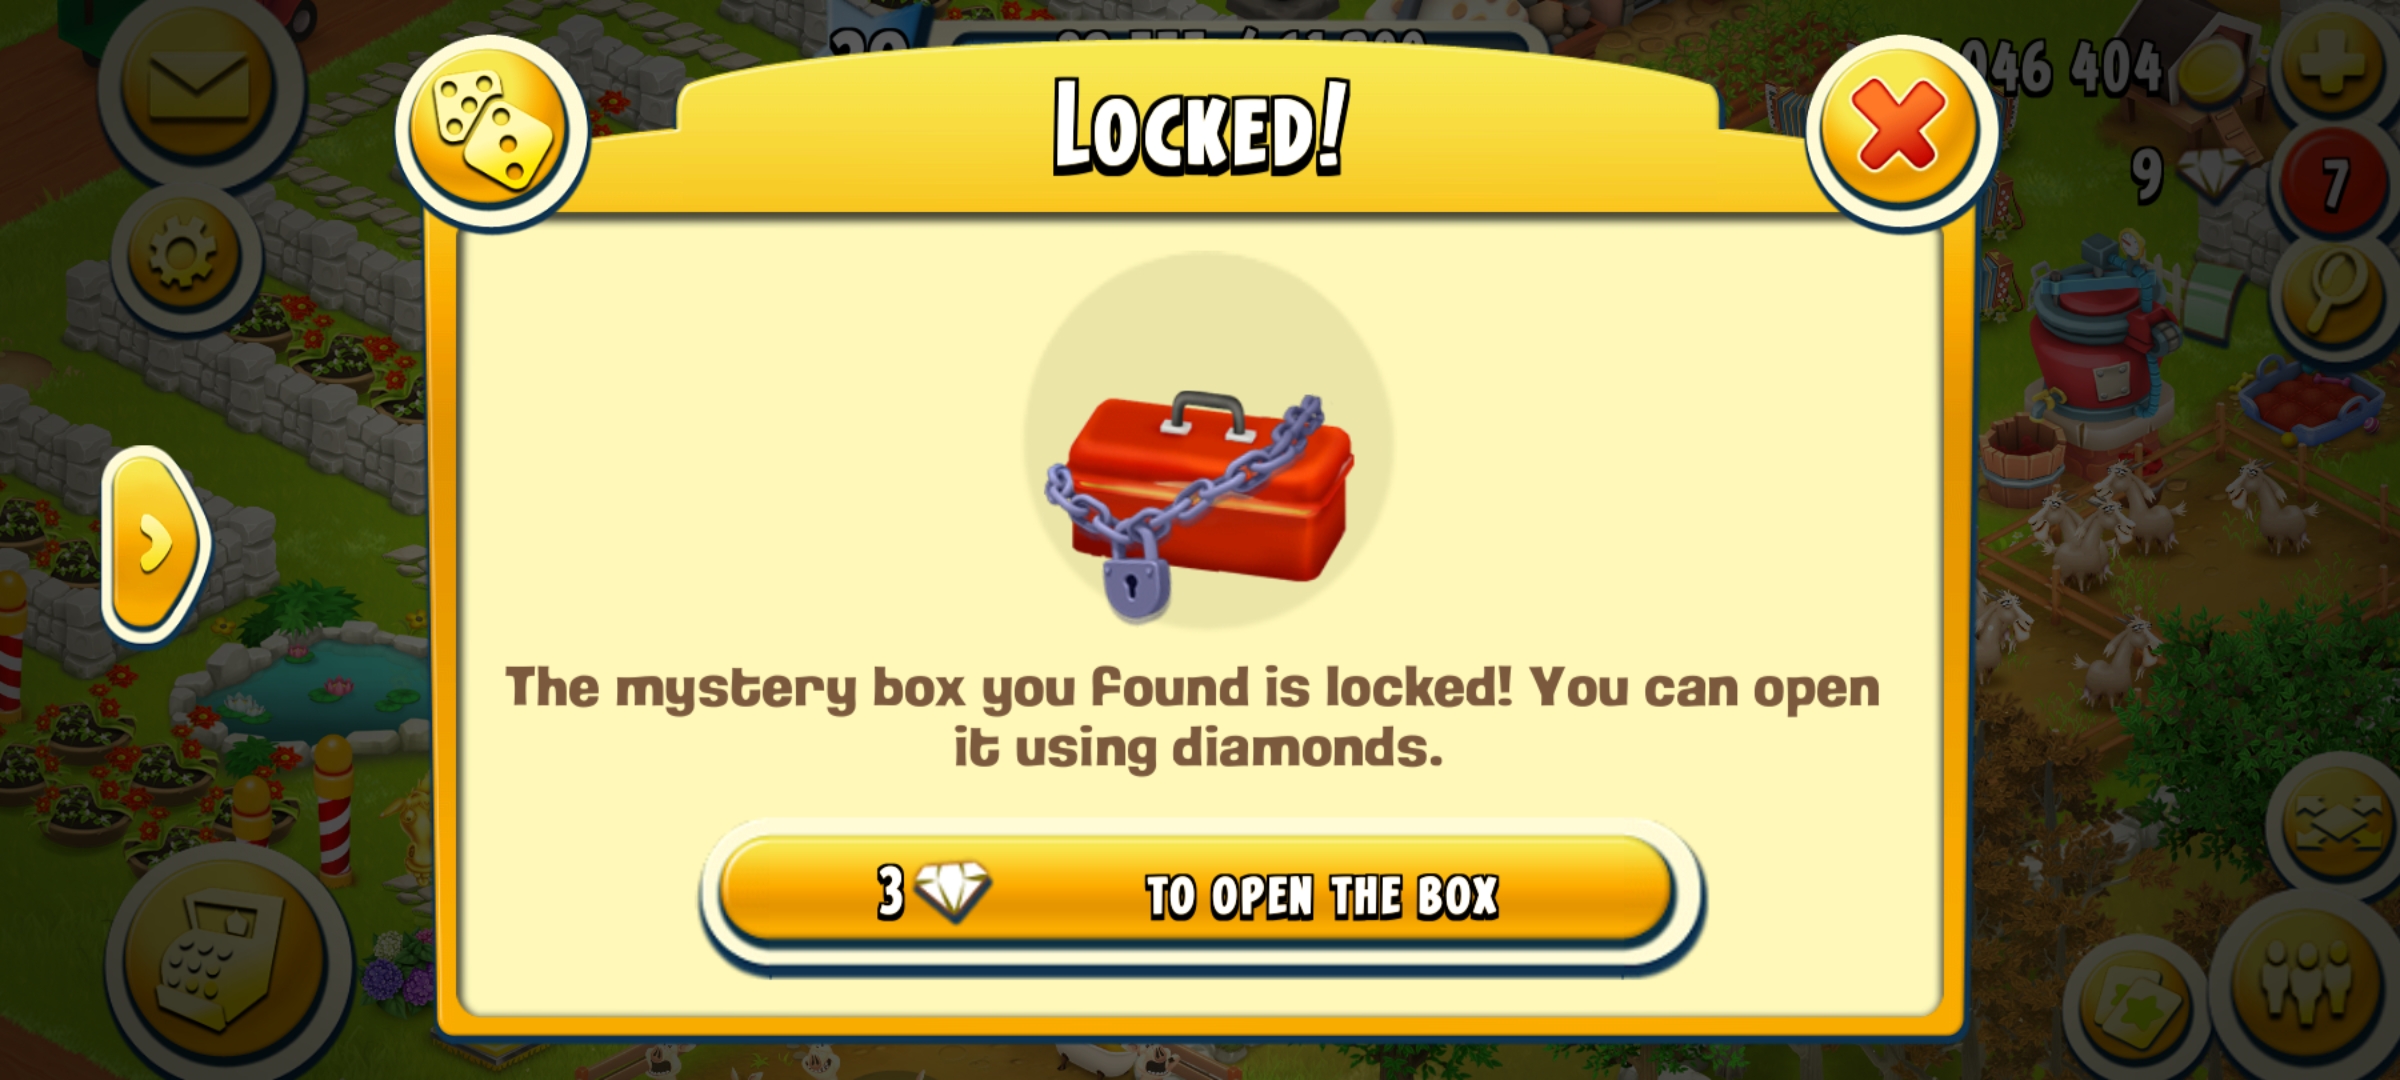 LOCKED!
046 404
9
7
The mystery box you found is locked! You can open
it using diamonds.
3 TO OPEN THE BOX